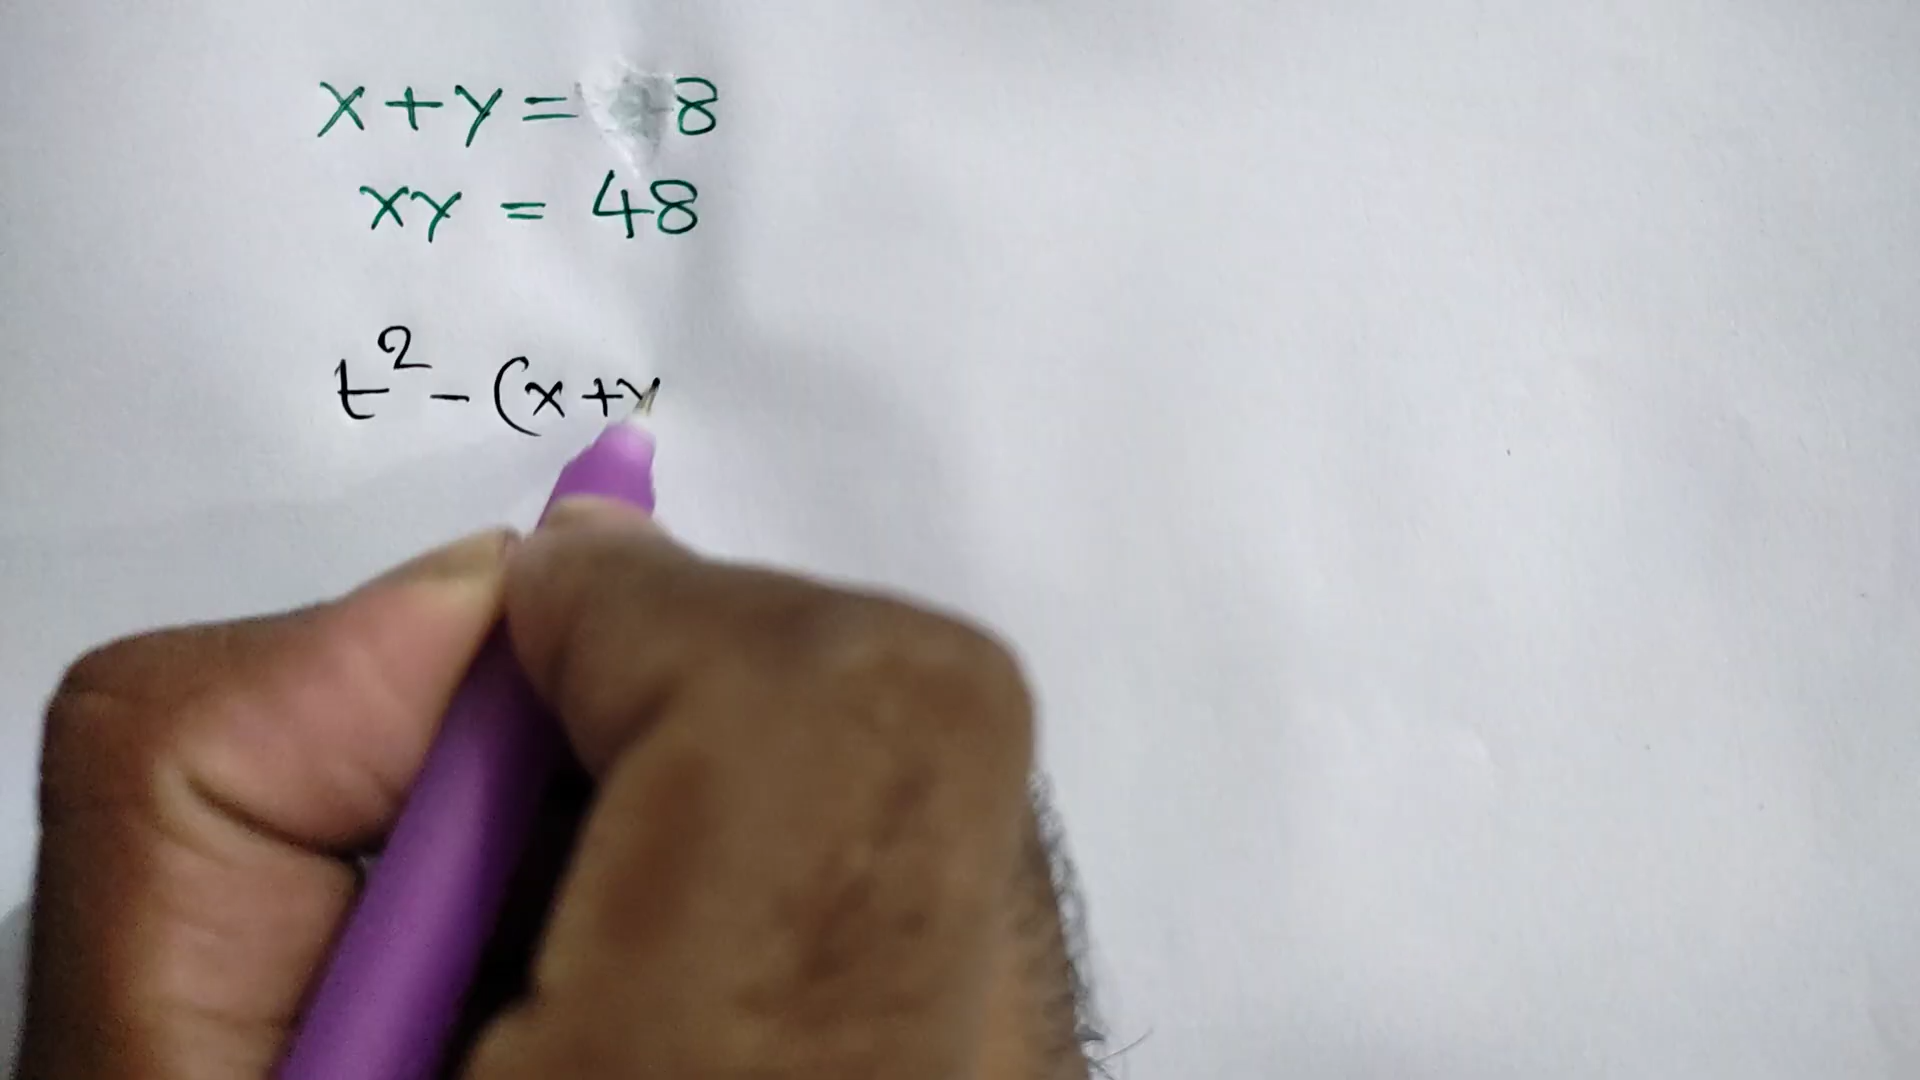 x + y = 8
xy = 48
t² - (x + y